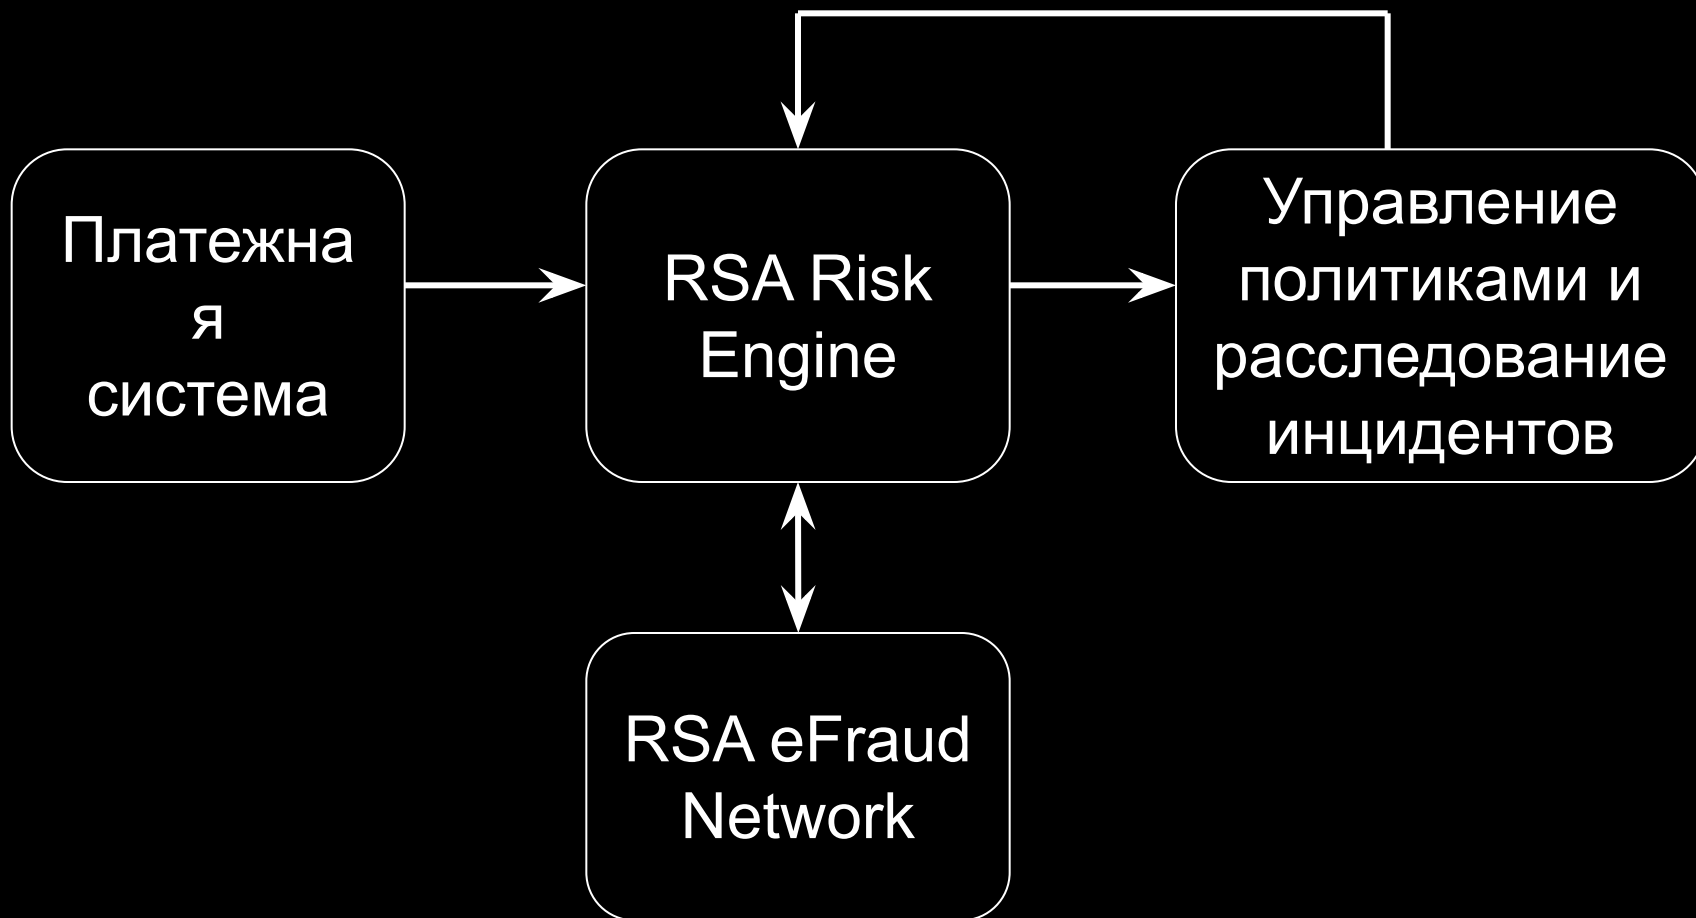 Платежна
я
система
RSA Risk
Engine
Управление
политиками и
расследование
инцидентов
RSA eFraud
Network